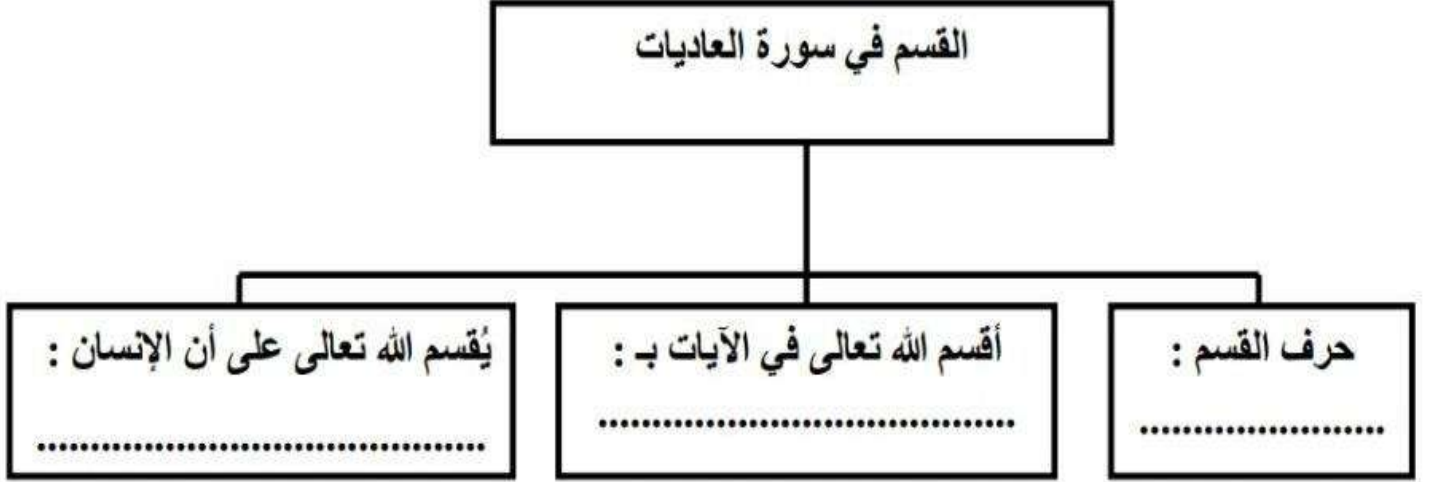 القسم في سورة العاديات
حرف القسم :
.......................
أقسم الله تعالى في الآيات بـ :
.......................................
يُقسم الله تعالى على أن الإنسان :
..........................................